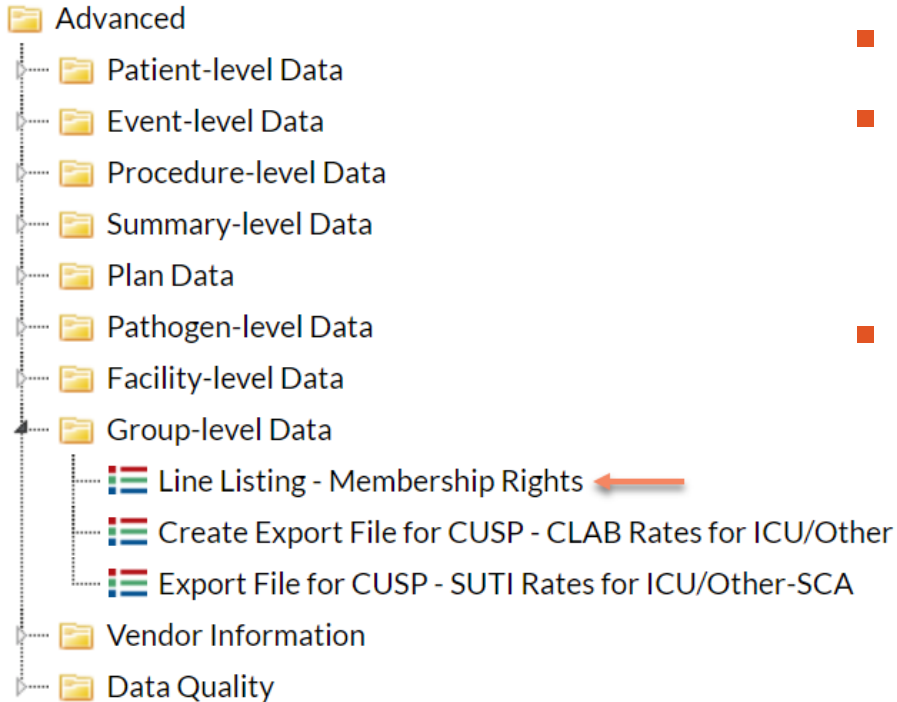 Advanced
Patient-level Data
Event-level Data
Procedure-level Data
Summary-level Data
Plan Data
Pathogen-level Data
Facility-level Data
Group-level Data
Line Listing - Membership Rights
Create Export File for CUSP - CLAB Rates for ICU/Other
Export File for CUSP - SUTI Rates for ICU/Other-SCA
Vendor Information
Data Quality